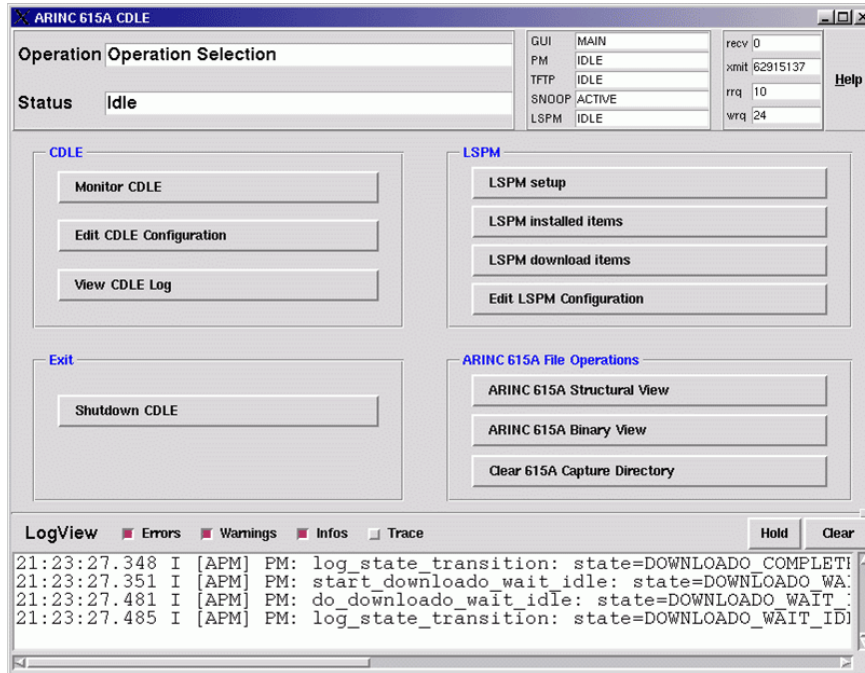 ARINC 615A CDLE
Operation Operation Selection
Status Idle
GUI MAIN
PM IDLE
TFTP IDLE
SNOOP ACTIVE
LSPM IDLE
recv 0
xmit 62915137
rrq 10
wrq 24
Help
CDLE
Monitor CDLE
Edit CDLE Configuration
View CDLE Log
LSPM
LSPM setup
LSPM installed items
LSPM download items
Edit LSPM Configuration
Exit
Shutdown CDLE
ARINC 615A File Operations
ARINC 615A Structural View
ARINC 615A Binary View
Clear 615A Capture Directory
LogView Errors Warnings Infos Trace Hold Clear
21:23:27.348 I [APM] PM: log_state_transition: state=DOWNLOADO_COMPLET
21:23:27.351 I [APM] PM: start_downloado_wait_idle: state=DOWNLOADO_WA
21:23:27.481 I [APM] PM: do_downloado_wait_idle: state=DOWNLOADO_WAIT_
21:23:27.485 I [APM] PM: log_state_transition: state=DOWNLOADO_WAIT_ID